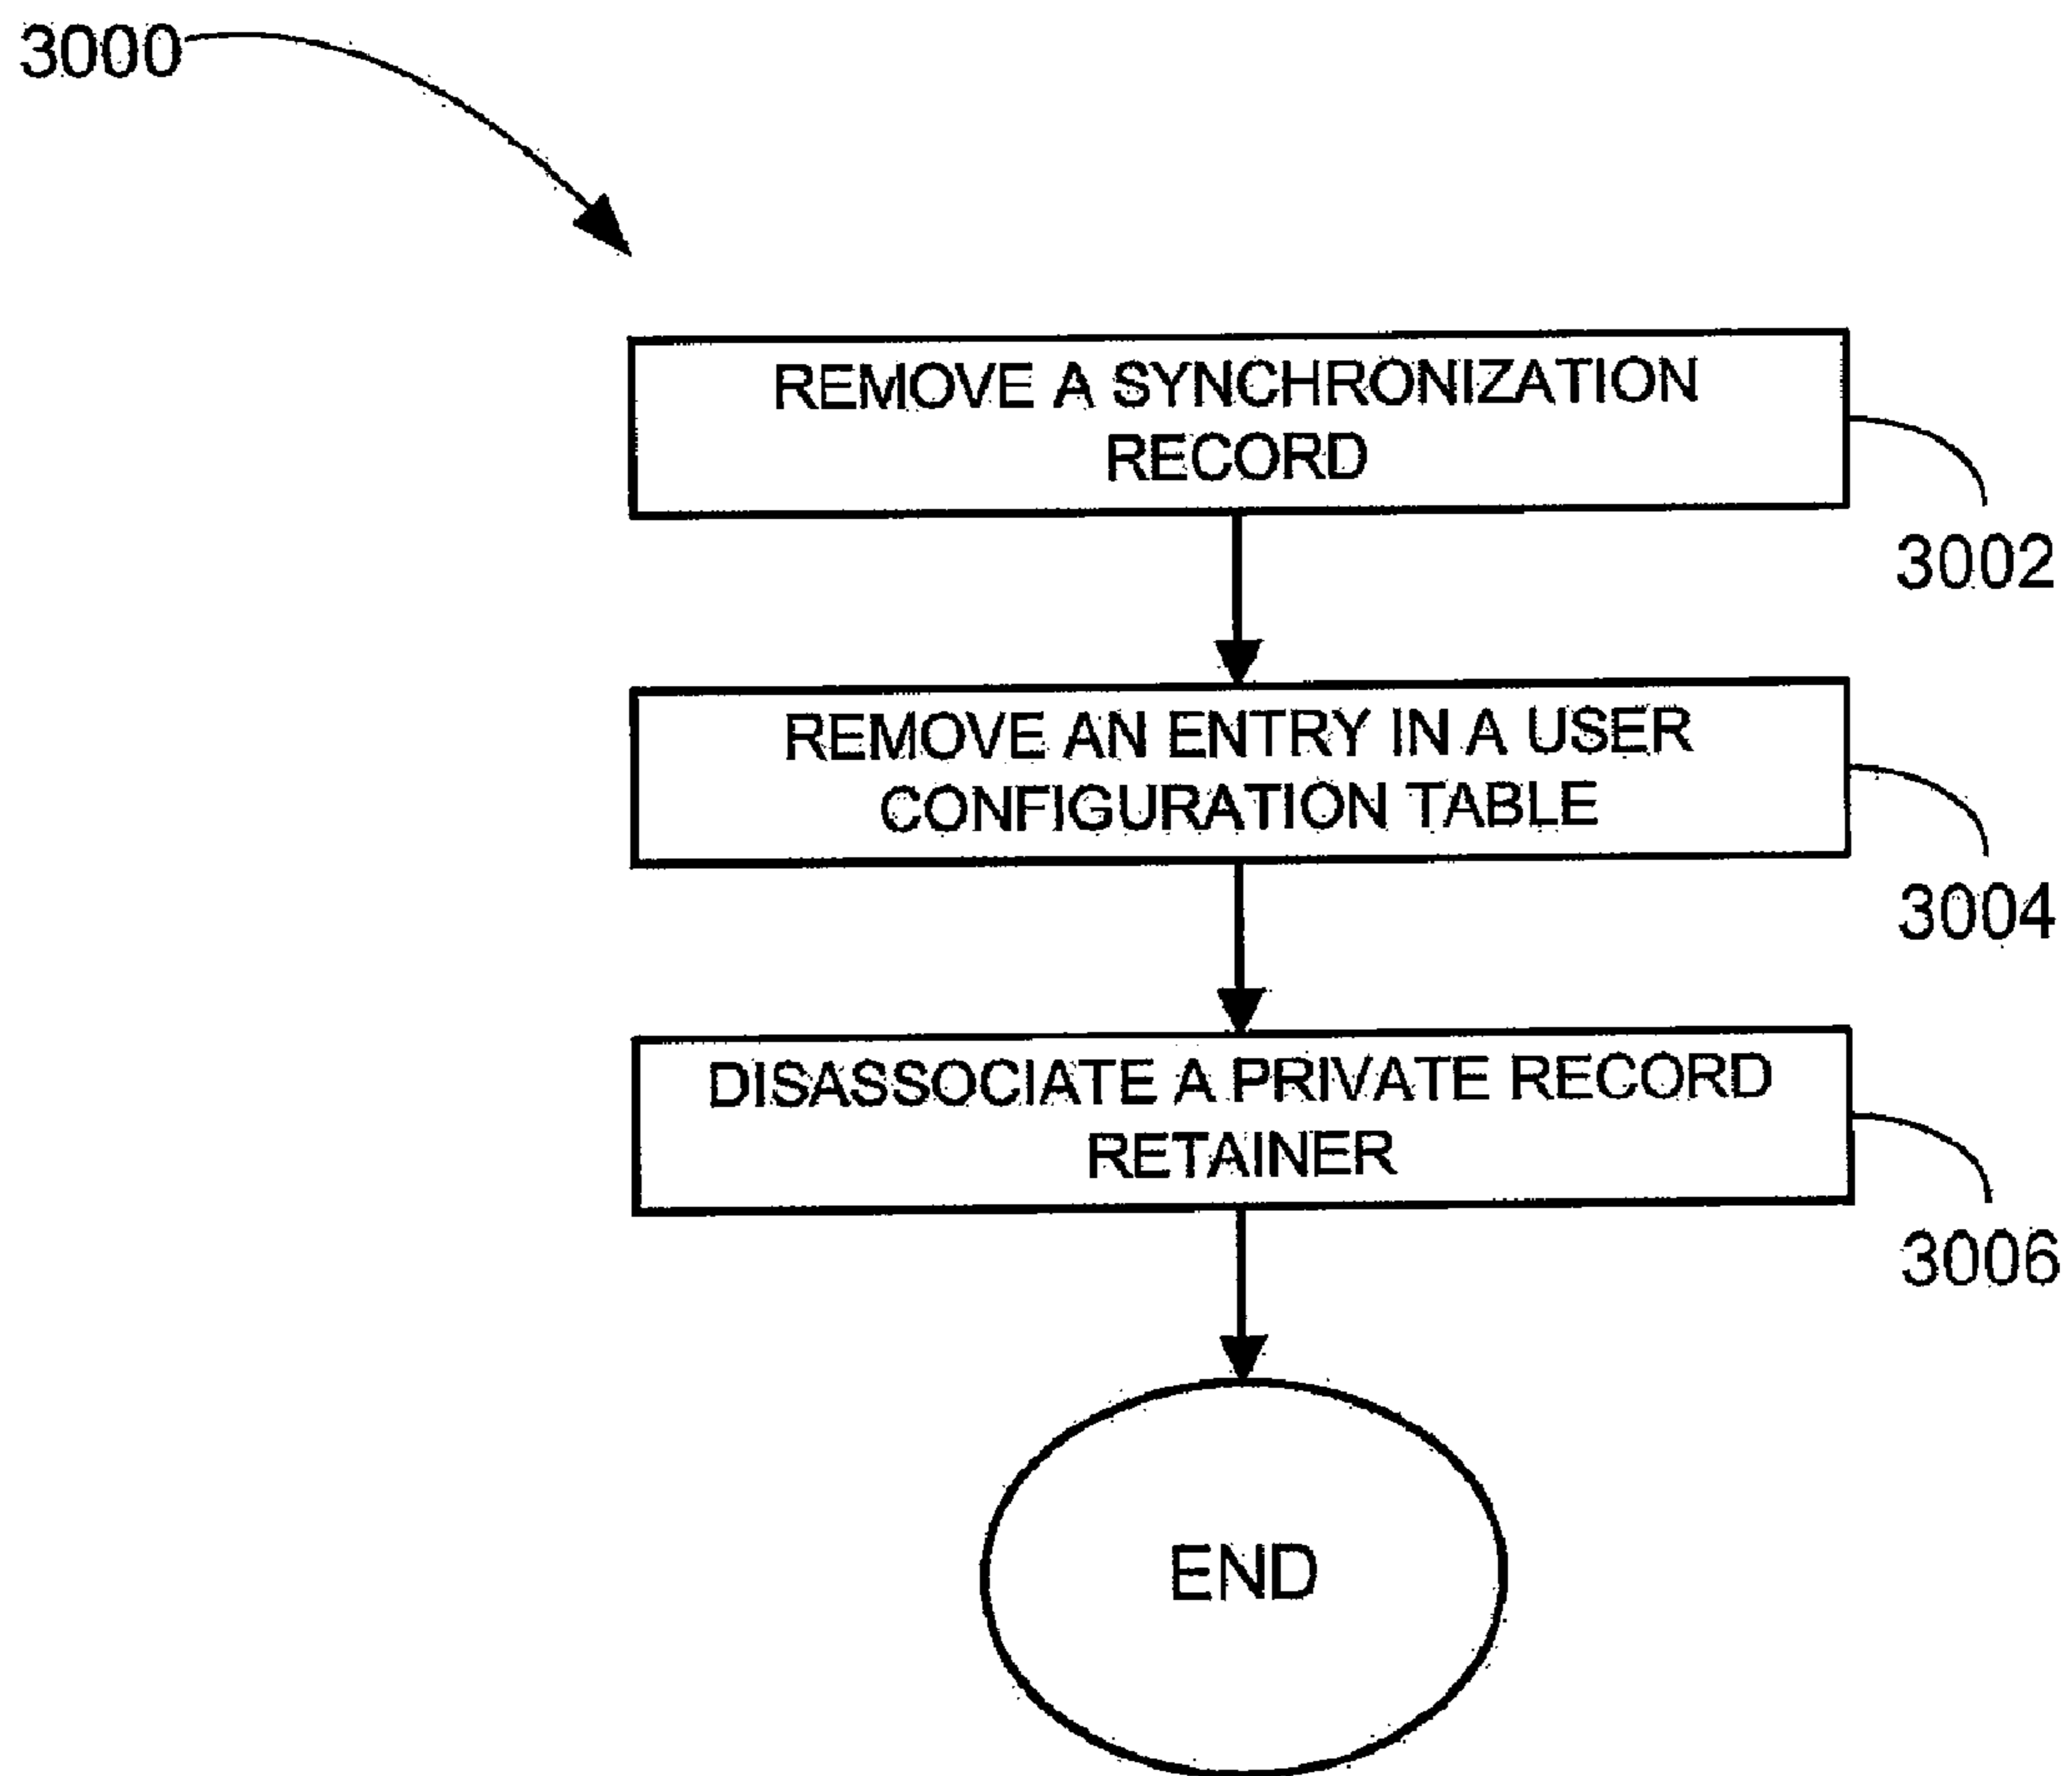 3000
REMOVE A SYNCHRONIZATION
RECORD
3002
REMOVE AN ENTRY IN A USER
CONFIGURATION TABLE
3004
DISASSOCIATE A PRIVATE RECORD
RETAINER
3006
END